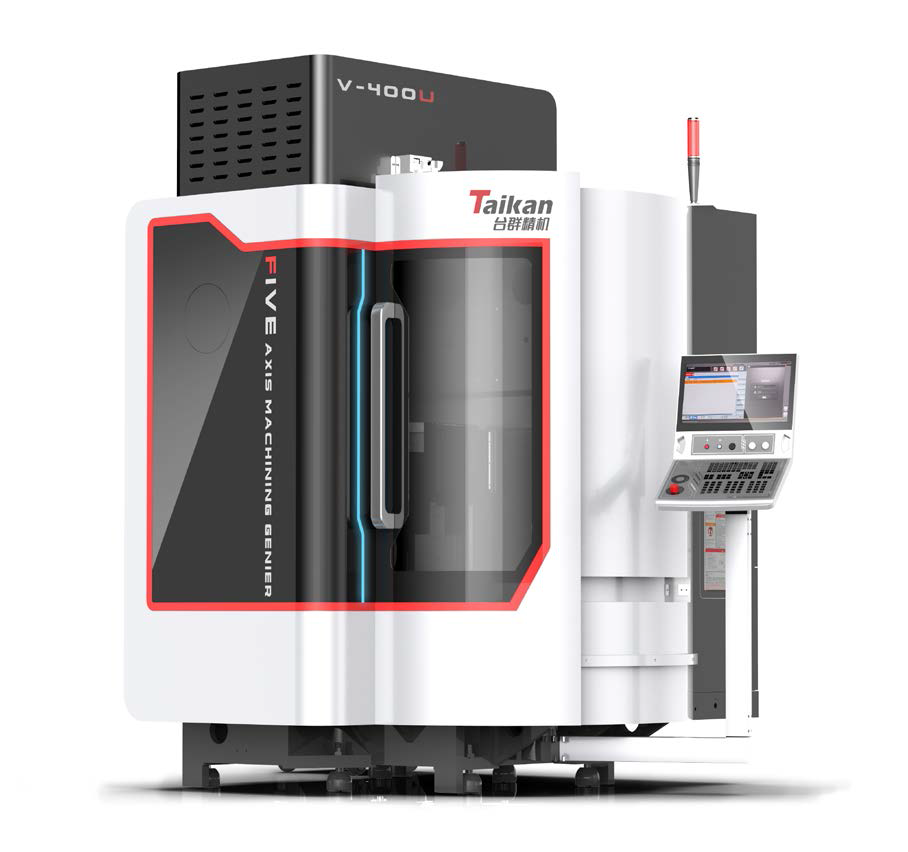 V-400U
Taikan
台群精机
FIVE AXIS MACHINING GENIER